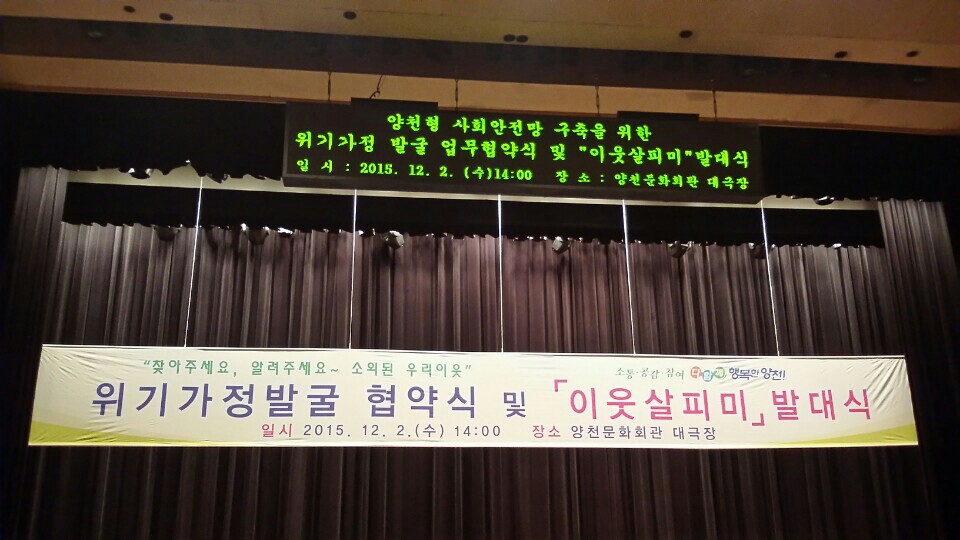 양천형 사회안전망 구축을 위한
위기가정 발굴 업무협약식 및 "이웃살피미"발대식
일 시 : 2015. 12. 2. (수)14:00 장 소 : 양천문화회관 대극장
“찾아주세요, 알려주세요~ 소외된 우리이웃” 소통·공감·참여 다함께 행복한 양천!
위기가정발굴 협약식 및 「이웃살피미」발대식
일시 2015. 12. 2.(수) 14:00 장소 양천문화회관 대극장